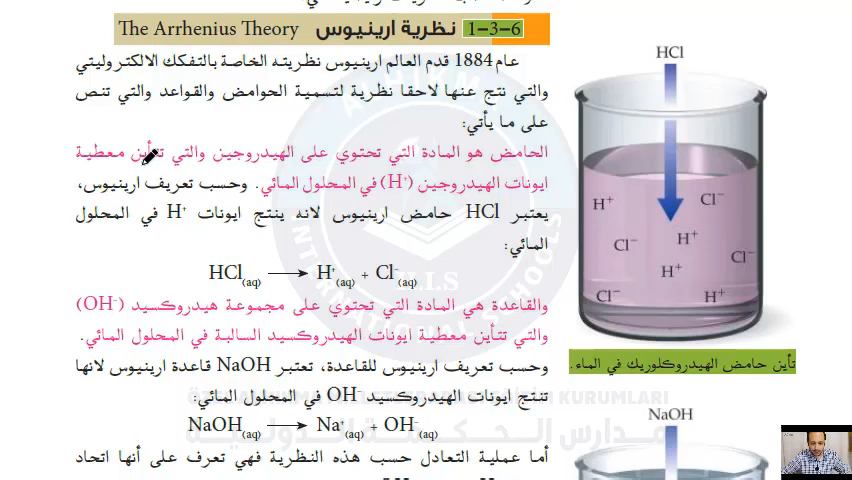 1-3-6 نظرية ارينيوس The Arrhenius Theory
عام 1884 قدم العالم ارينيوس نظريته الخاصة بالتفكك الالكتروليتي
والتي نتج عنها لاحقا نظرية لتسمية الحوامض والقواعد والتي تنص
على ما يأتي:
الحامض هو المادة التي تحتوي على الهيدروجين والتي تتأين معطية
ايونات الهيدروجين (H⁺) في المحلول المائي. وحسب تعريف ارينيوس،
يعتبر HCl حامض ارينيوس لانه ينتج ايونات H⁺ في المحلول
المائي:
HCl(aq) ⟶ H⁺(aq) + Cl⁻(aq)
والقاعدة هي المادة التي تحتوي على مجموعة هيدروكسيد (OH⁻)
والتي تتأين معطية ايونات الهيدروكسيد السالبة في المحلول المائي.
وحسب تعريف ارينيوس للقاعدة، تعتبر NaOH قاعدة ارينيوس لانها
تنتج ايونات الهيدروكسيد OH⁻ في المحلول المائي:
NaOH(aq) ⟶ Na⁺(aq) + OH⁻(aq)
أما عملية التعادل حسب هذه النظرية فهي تعرف على أنها اتحاد
HCl
H⁺ Cl⁻
H⁺
Cl⁻ Cl⁻
H⁺
Cl⁻ H⁺
تأين حامض الهيدروكلوريك في الماء.
NaOH
INTERNATIONAL SCHOOLS
KURUMLARI
مدارس الحكمة الدولية